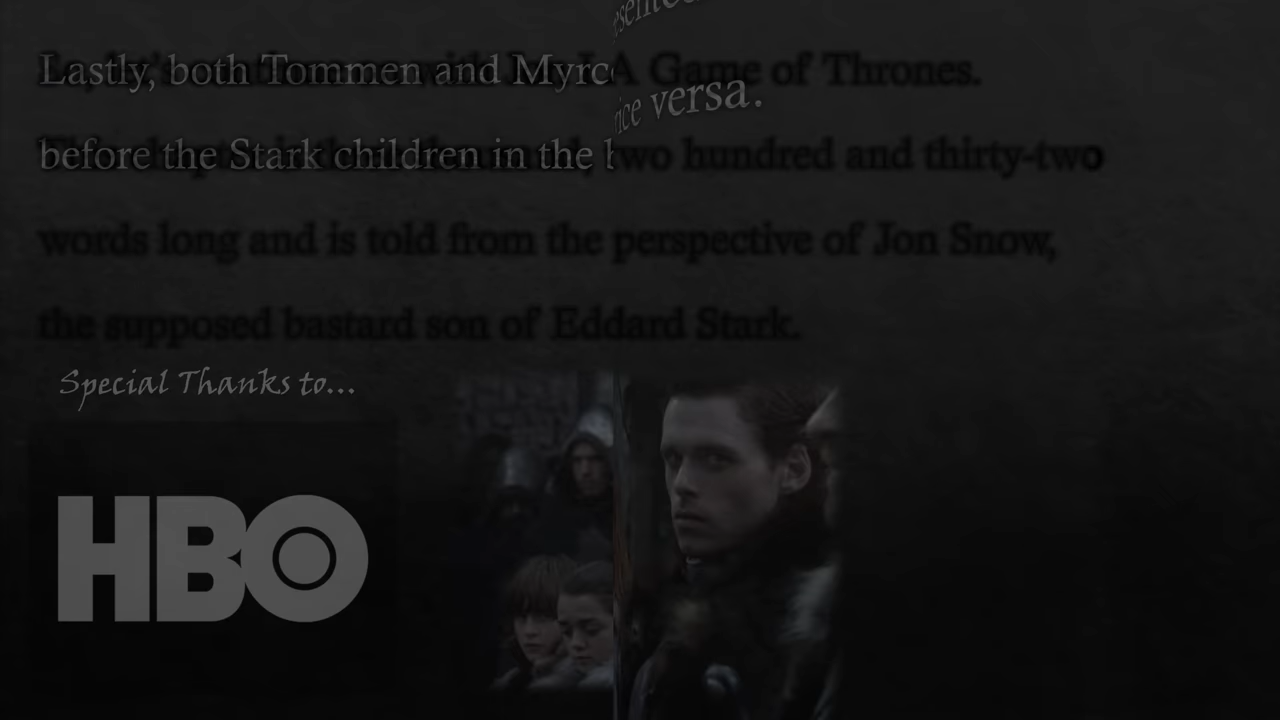 esented
Lastly, both Tommen and Myrc A Game of Thrones.
vice versa.
before the Stark children in the two hundred and thirty-two
words long and is told from the perspective of Jon Snow,
the supposed bastard son of Eddard Stark.
Special Thanks to...
HBO